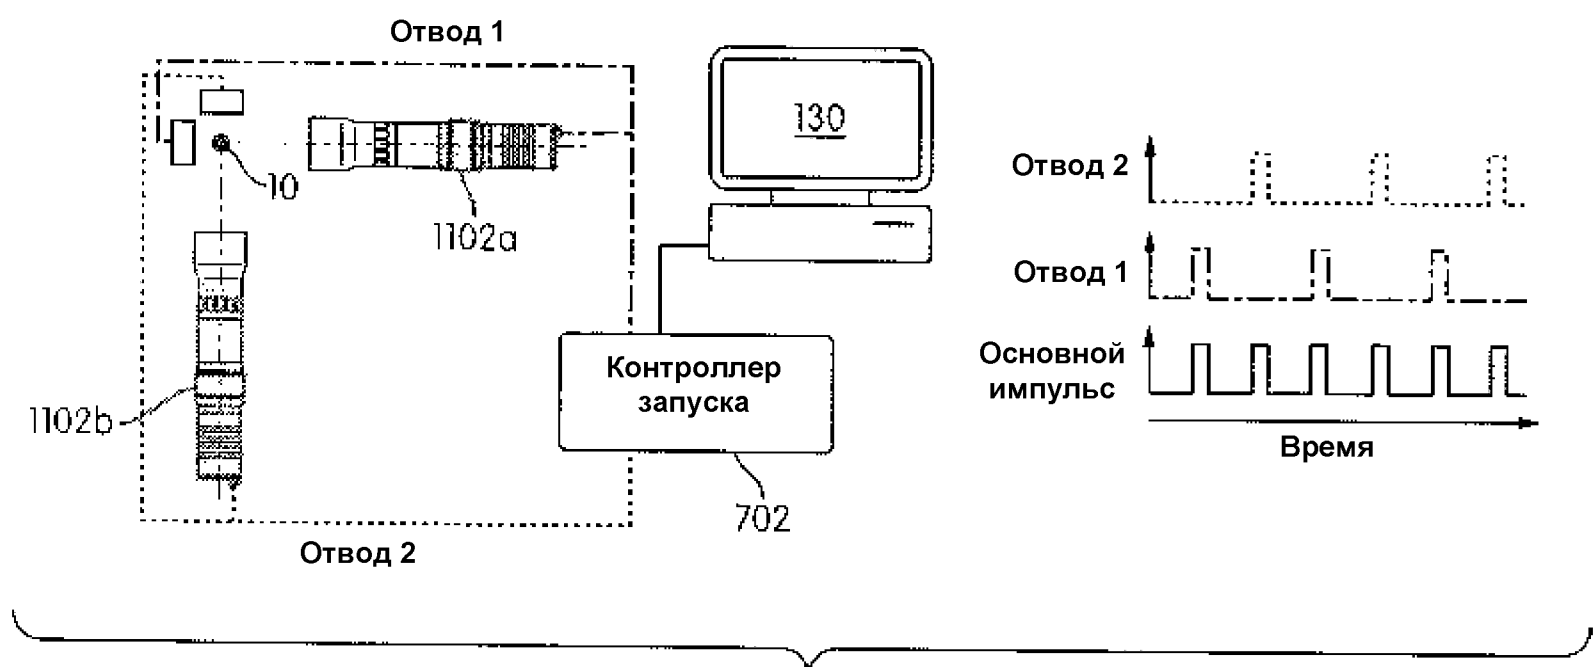 Отвод 1
130
10
1102a
Отвод 2
Отвод 1
Основной
импульс
Время
Контроллер
запуска
1102b
702
Отвод 2